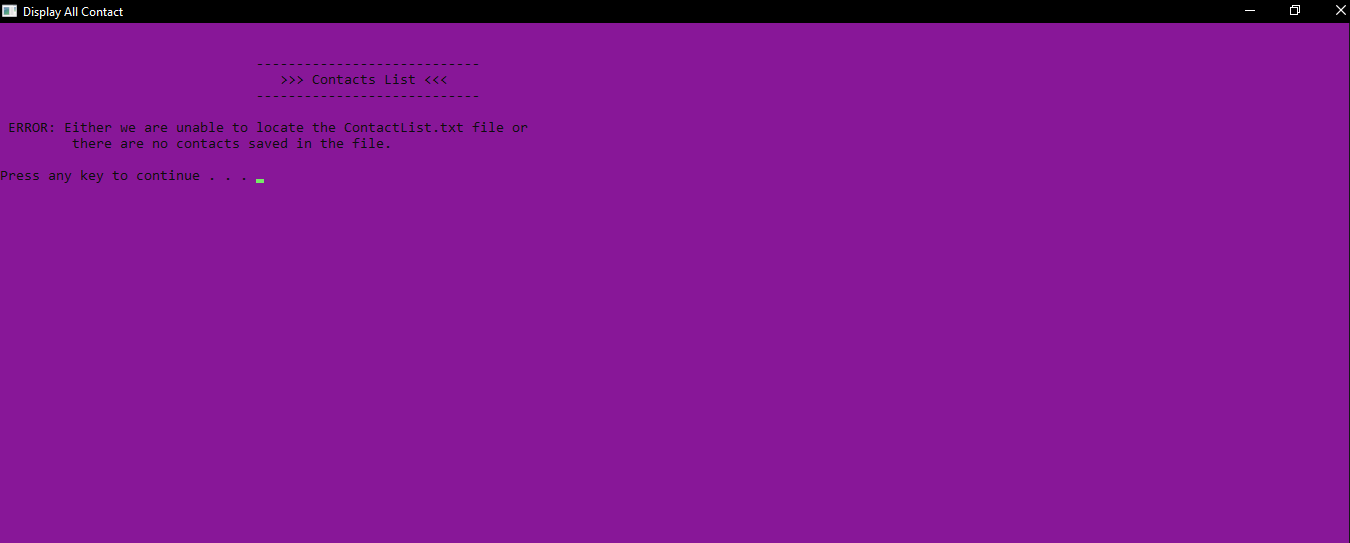 Display All Contact
----------------------------
>>> Contacts List <<<
----------------------------
ERROR: Either we are unable to locate the ContactList.txt file or
there are no contacts saved in the file.
Press any key to continue . . .